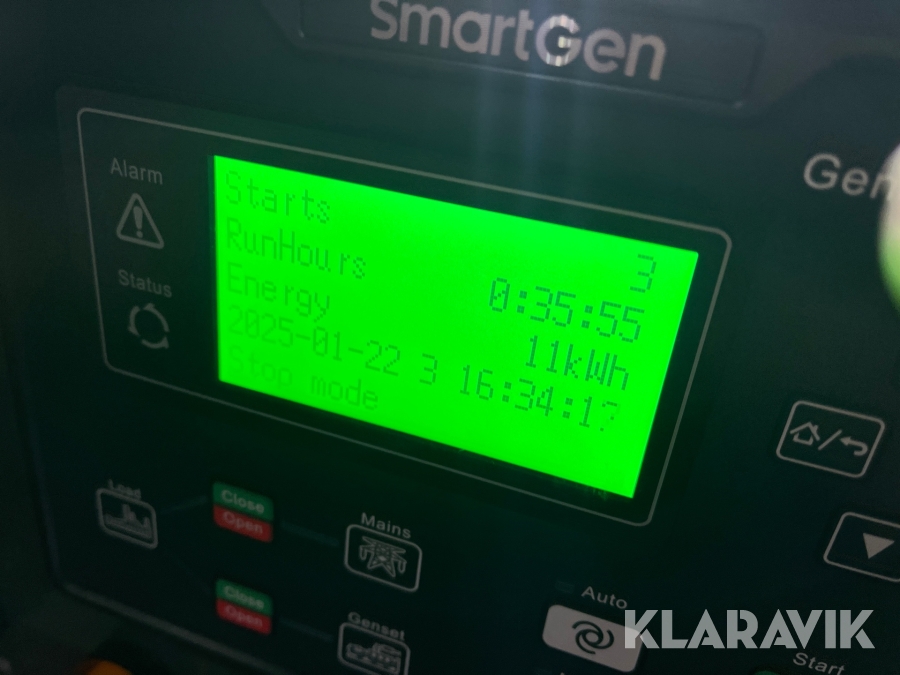 SmartGen
Alarm
Status
Starts 3
RunHours 0:35:55
Energy 11kWh
2025-01-22 3 16:34:17
Stop mode
Load
Close
Open
Mains
Close
Open
Genset
Auto
Start
KLARAVIK